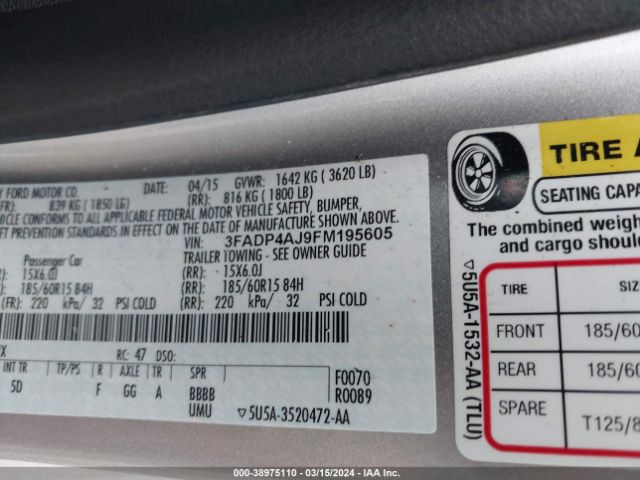 Y FORD MOTOR CO.
DATE: 04/15 GVWR: 1642 KG ( 3620 LB)
FR): 839 KG ( 1850 LB) (RR): 816 KG ( 1800 LB)
EHICLE CONFORMS TO ALL APPLICABLE FEDERAL MOTOR VEHICLE SAFETY, BUMPER,
EFT PREVENTION STANDARDS IN EFFECT ON THE DATE OF MANUFACTURE SHOWN ABOVE.
VIN: 3FADP4AJ9FM195605
Passenger Car TRAILER TOWING - SEE OWNER GUIDE
15X6.0J (RR): 15X6.0J
185/60R15 84H 185/60R15 84H
(FR): 220 kPa/ 32 PSI COLD (RR): 220 kPa/ 32 PSI COLD
RC: 47 DSO:
INT TR TP/PS R AXLE TR SPR F0070
5D F GG A BBBB R0089
UMU ▽5U5A-3520472-AA
TIRE A
SEATING CAPA
The combined weigh
and cargo shou
TIRE SIZ
FRONT 185/60
REAR 185/60
SPARE T125/8
▽5U5A-1532-AA (TLU)
000-38975110 — 03/15/2024 — IAA Inc.